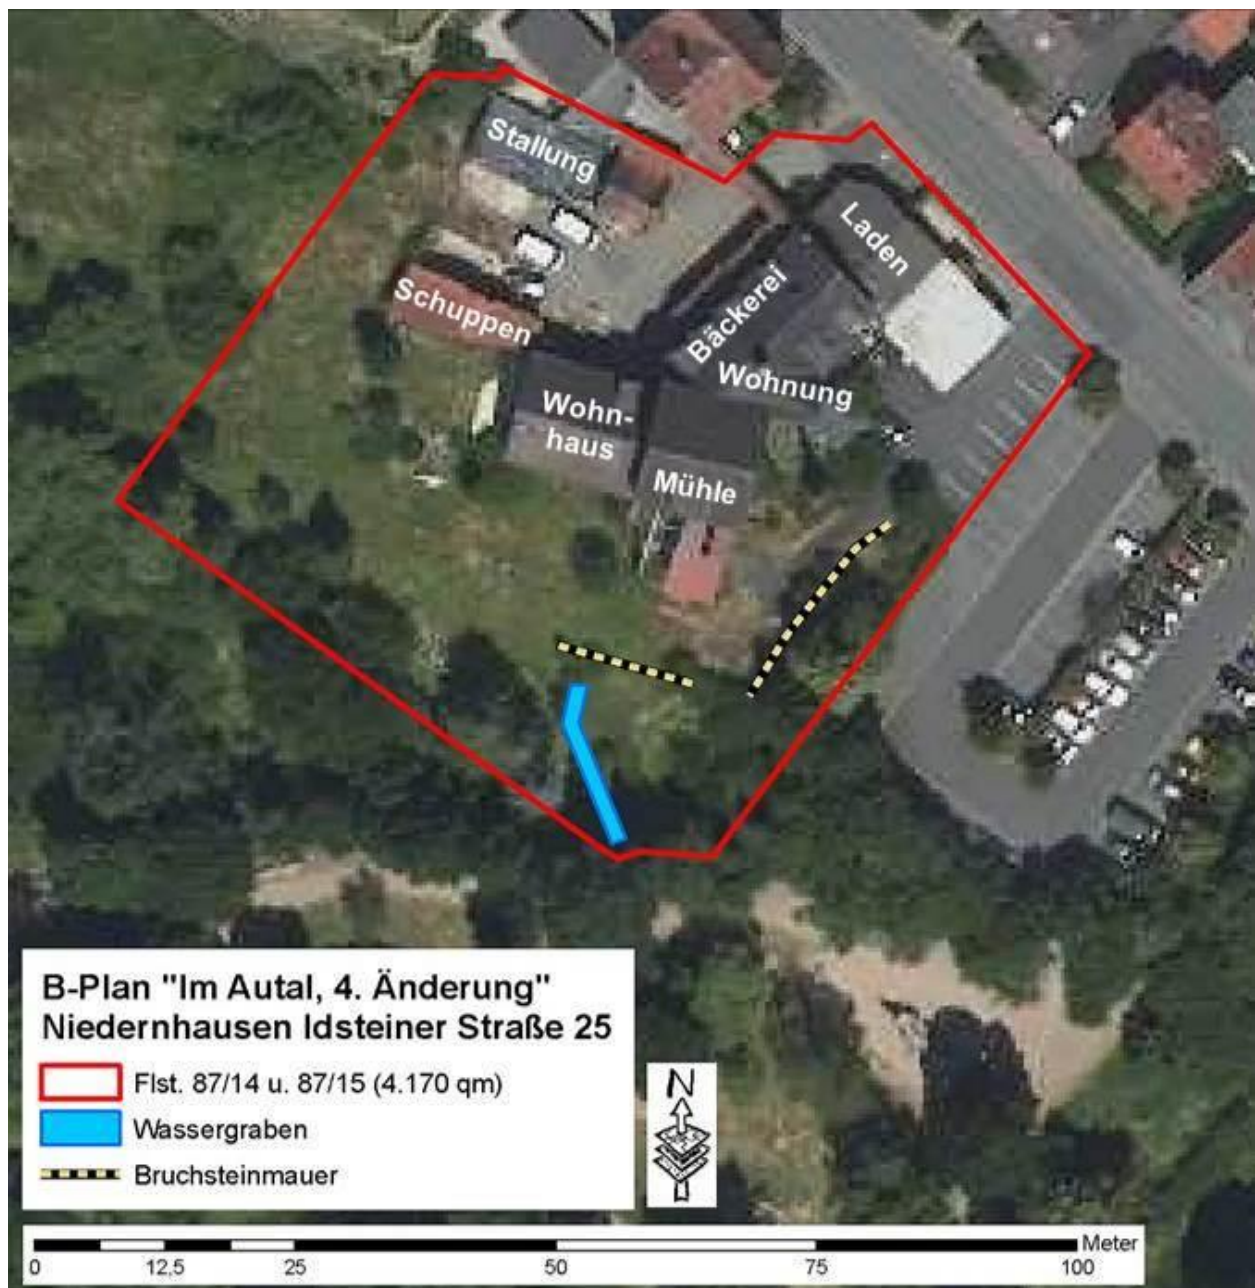 Stallung
Laden
Schuppen
Bäckerei
Wohnung
Wohn-
haus
Mühle
B-Plan "Im Autal, 4. Änderung"
Niedernhausen Idsteiner Straße 25
Flst. 87/14 u. 87/15 (4.170 qm)
Wassergraben
Bruchsteinmauer
N
Meter
0 12,5 25 50 75 100